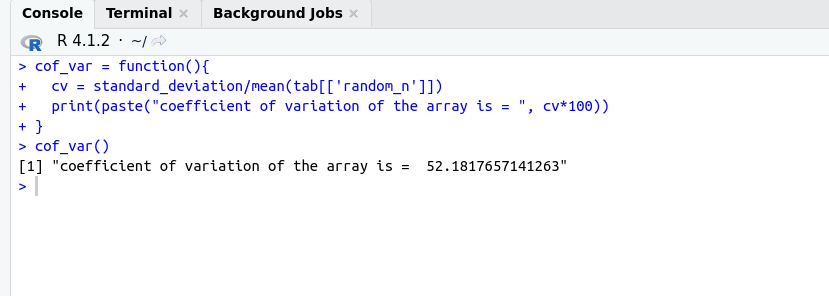 Console Terminal × Background Jobs ×
R R 4.1.2 · ~/
> cof_var = function(){
+   cv = standard_deviation/mean(tab[['random_n']])
+   print(paste("coefficient of variation of the array is = ", cv*100))
+ }
> cof_var()
[1] "coefficient of variation of the array is =  52.1817657141263"
>